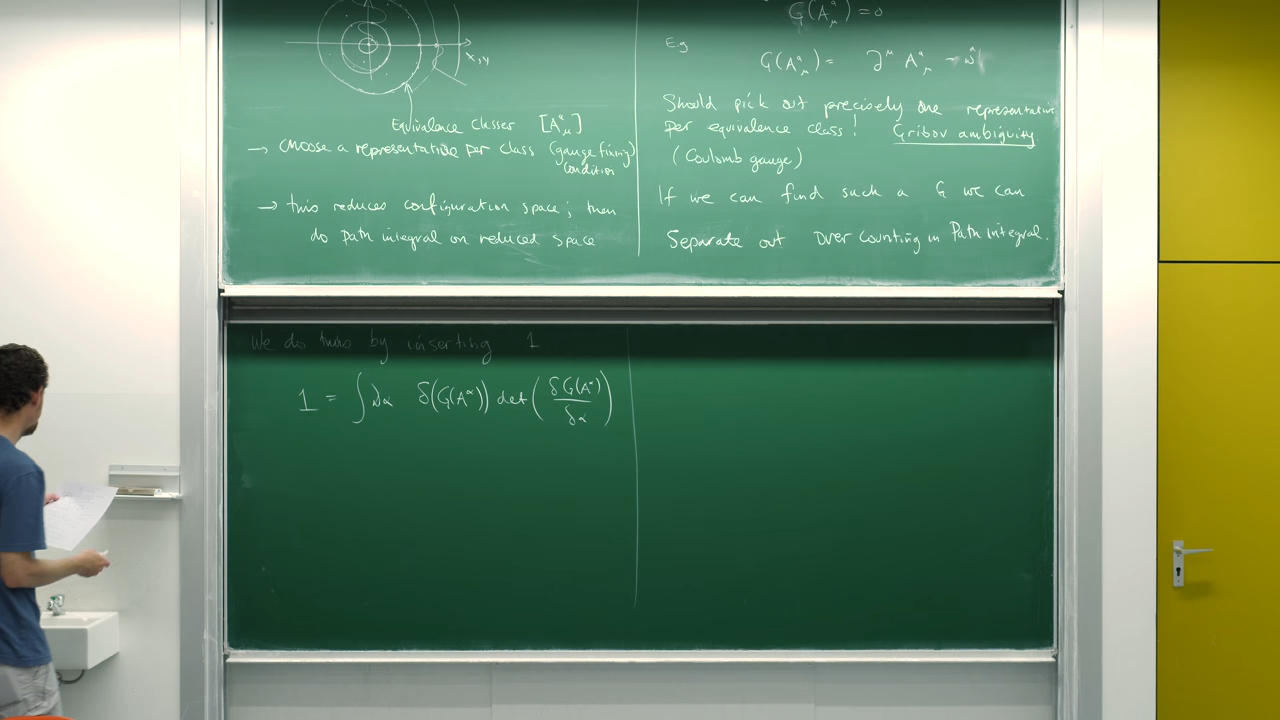 x,y
Equivalence Classes [A^a_μ]
→ Choose a representative per class (gauge fixing)
condition
→ this reduces configuration space; then
do path integral on reduced space
G(A^a_μ) = 0
Eg
G(A^a_μ) = ∂^μ A^a_μ - ω^a
Should pick out precisely one representative
per equivalence class! Gribov ambiguity
(Coulomb gauge)
If we can find such a G we can
Separate out over counting in Path integral.
We do this by inserting 1
1 = ∫ Dα δ(G(A^α)) det(δG(A^α)/δα)